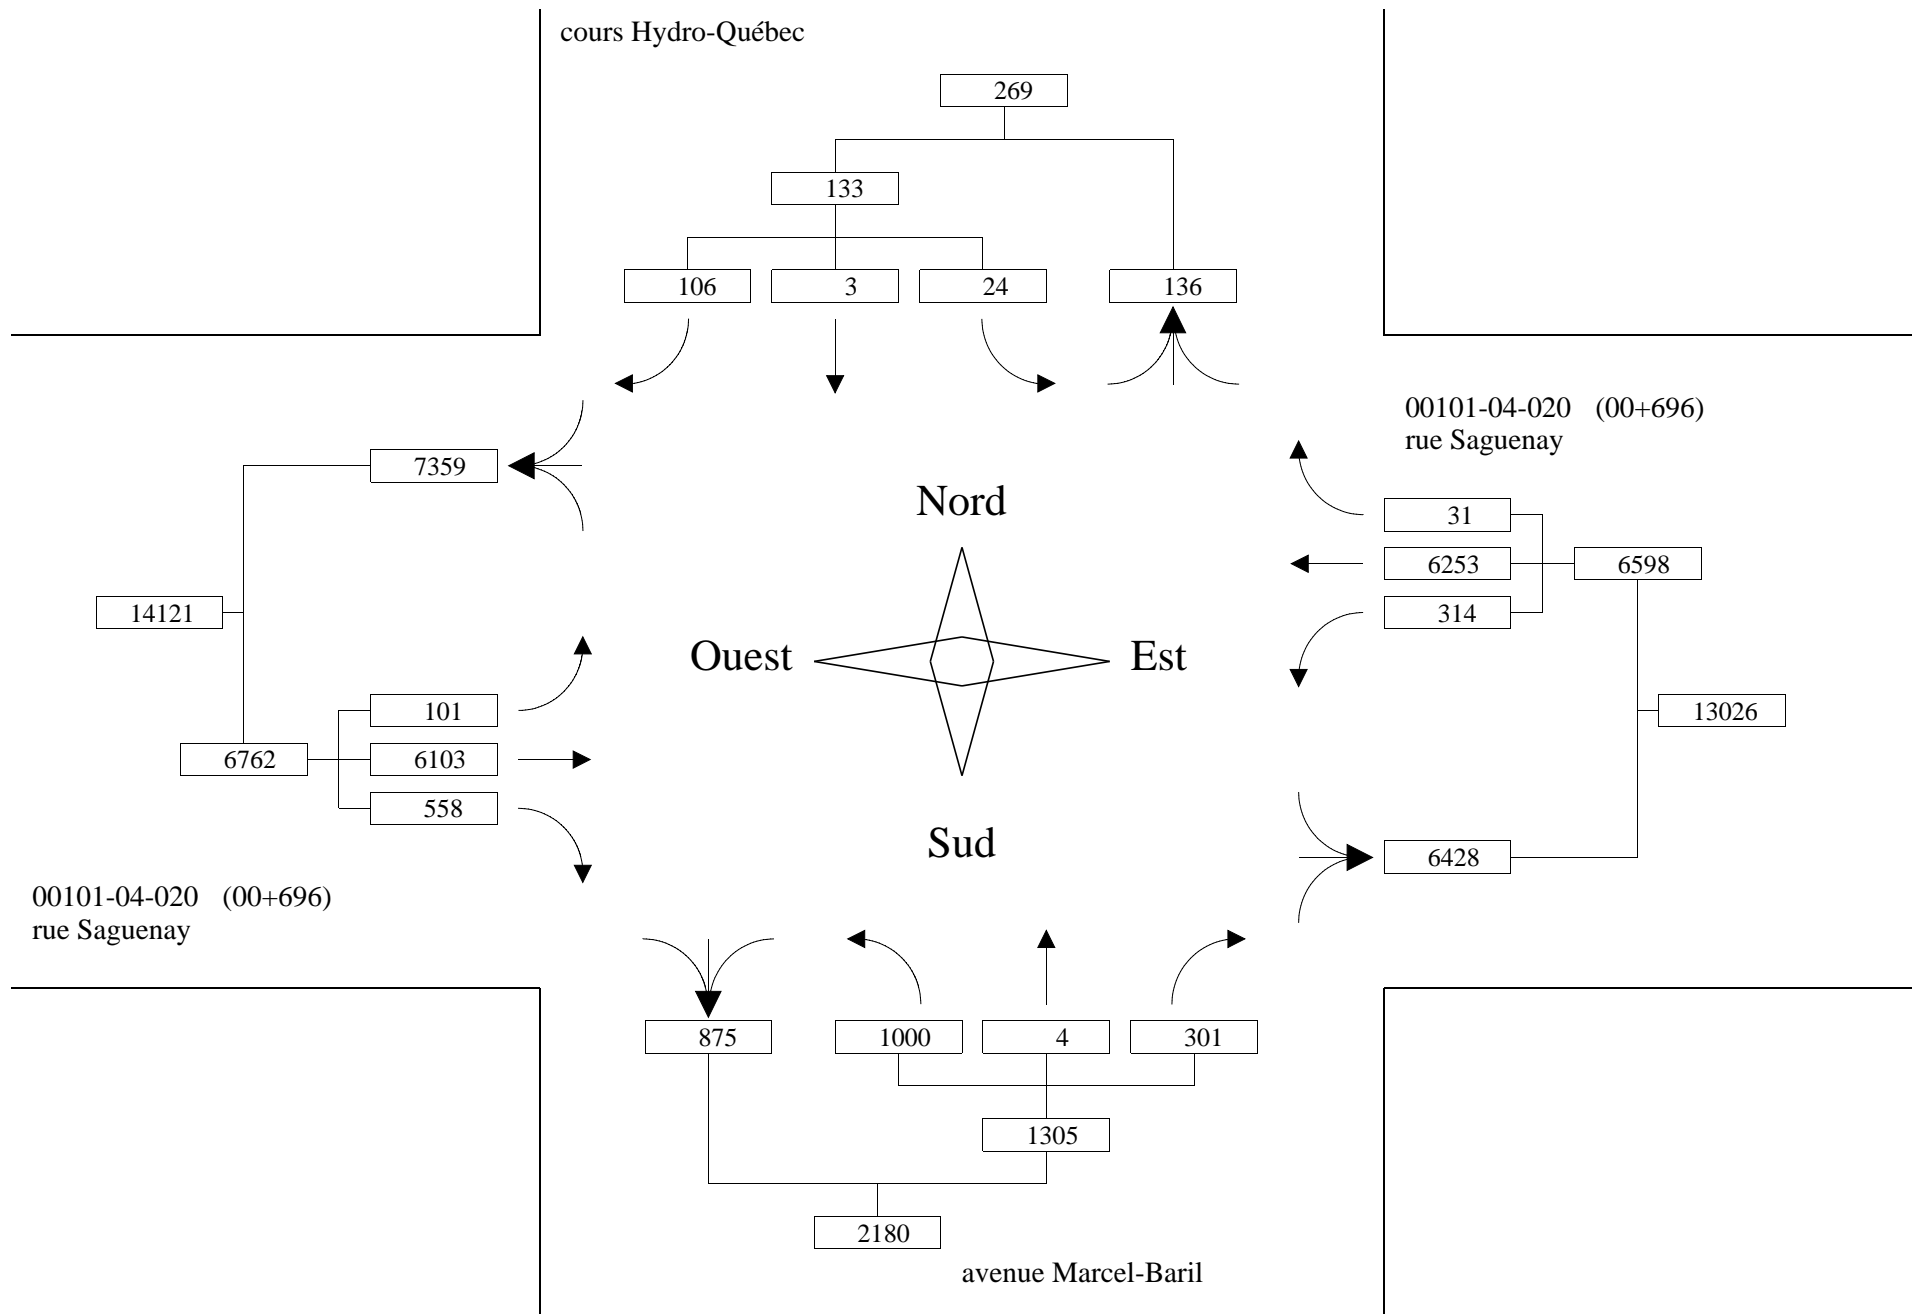 cours Hydro-Québec
269
133
106 3 24 136
00101-04-020 (00+696)
rue Saguenay
7359
Nord
31
6253 6598
14121 314
Ouest Est
101 13026
6762 6103
558
Sud
6428
00101-04-020 (00+696)
rue Saguenay
875 1000 4 301
1305
2180
avenue Marcel-Baril